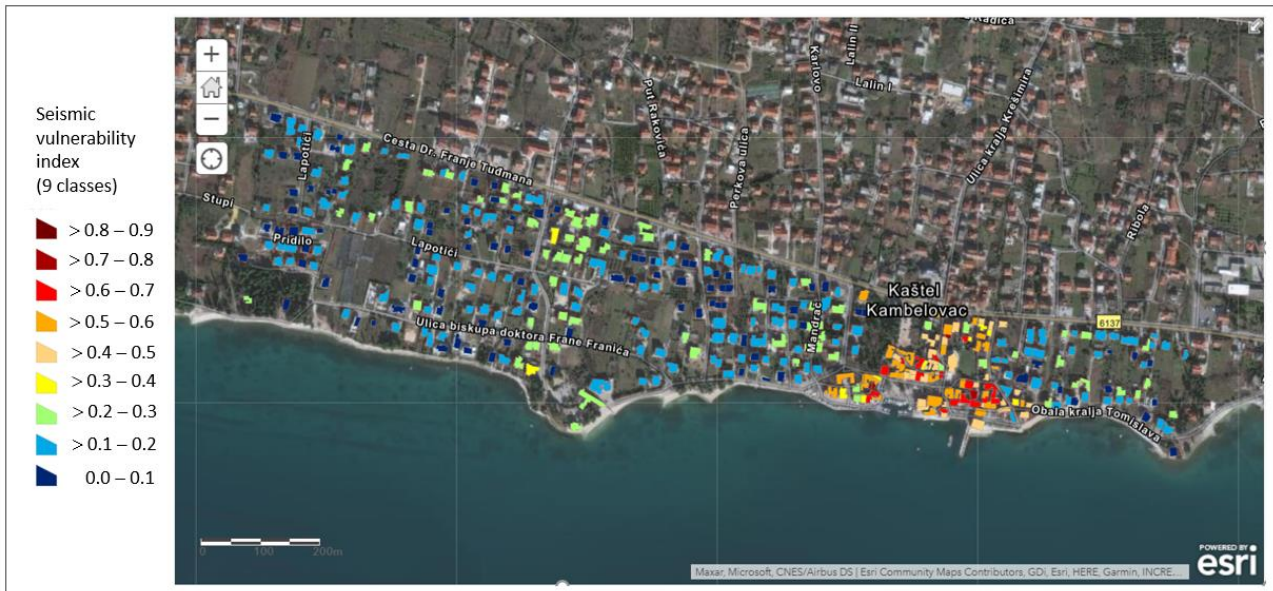 Seismic
vulnerability
index
(9 classes)
> 0.8 – 0.9
> 0.7 – 0.8
> 0.6 – 0.7
> 0.5 – 0.6
> 0.4 – 0.5
> 0.3 – 0.4
> 0.2 – 0.3
> 0.1 – 0.2
0.0 – 0.1
+
−
Radića
Lalin II
Karlovo
Lalin I
Put Rakovica
Ulica kralja Krešimira
Cesta Dr. Franje Tuđmana
Lapotići
Perkova ulica
Stupi
Ribola
Pridilo
Lapotići
Kaštel
Kambelovac
Mandrač
6137
Ulica biskupa doktora Frane Franića
Obala kralja Tomislava
0 100 200m
Maxar, Microsoft, CNES/Airbus DS | Esri Community Maps Contributors, GDi, Esri, HERE, Garmin, INCRE...
POWERED BY
esri